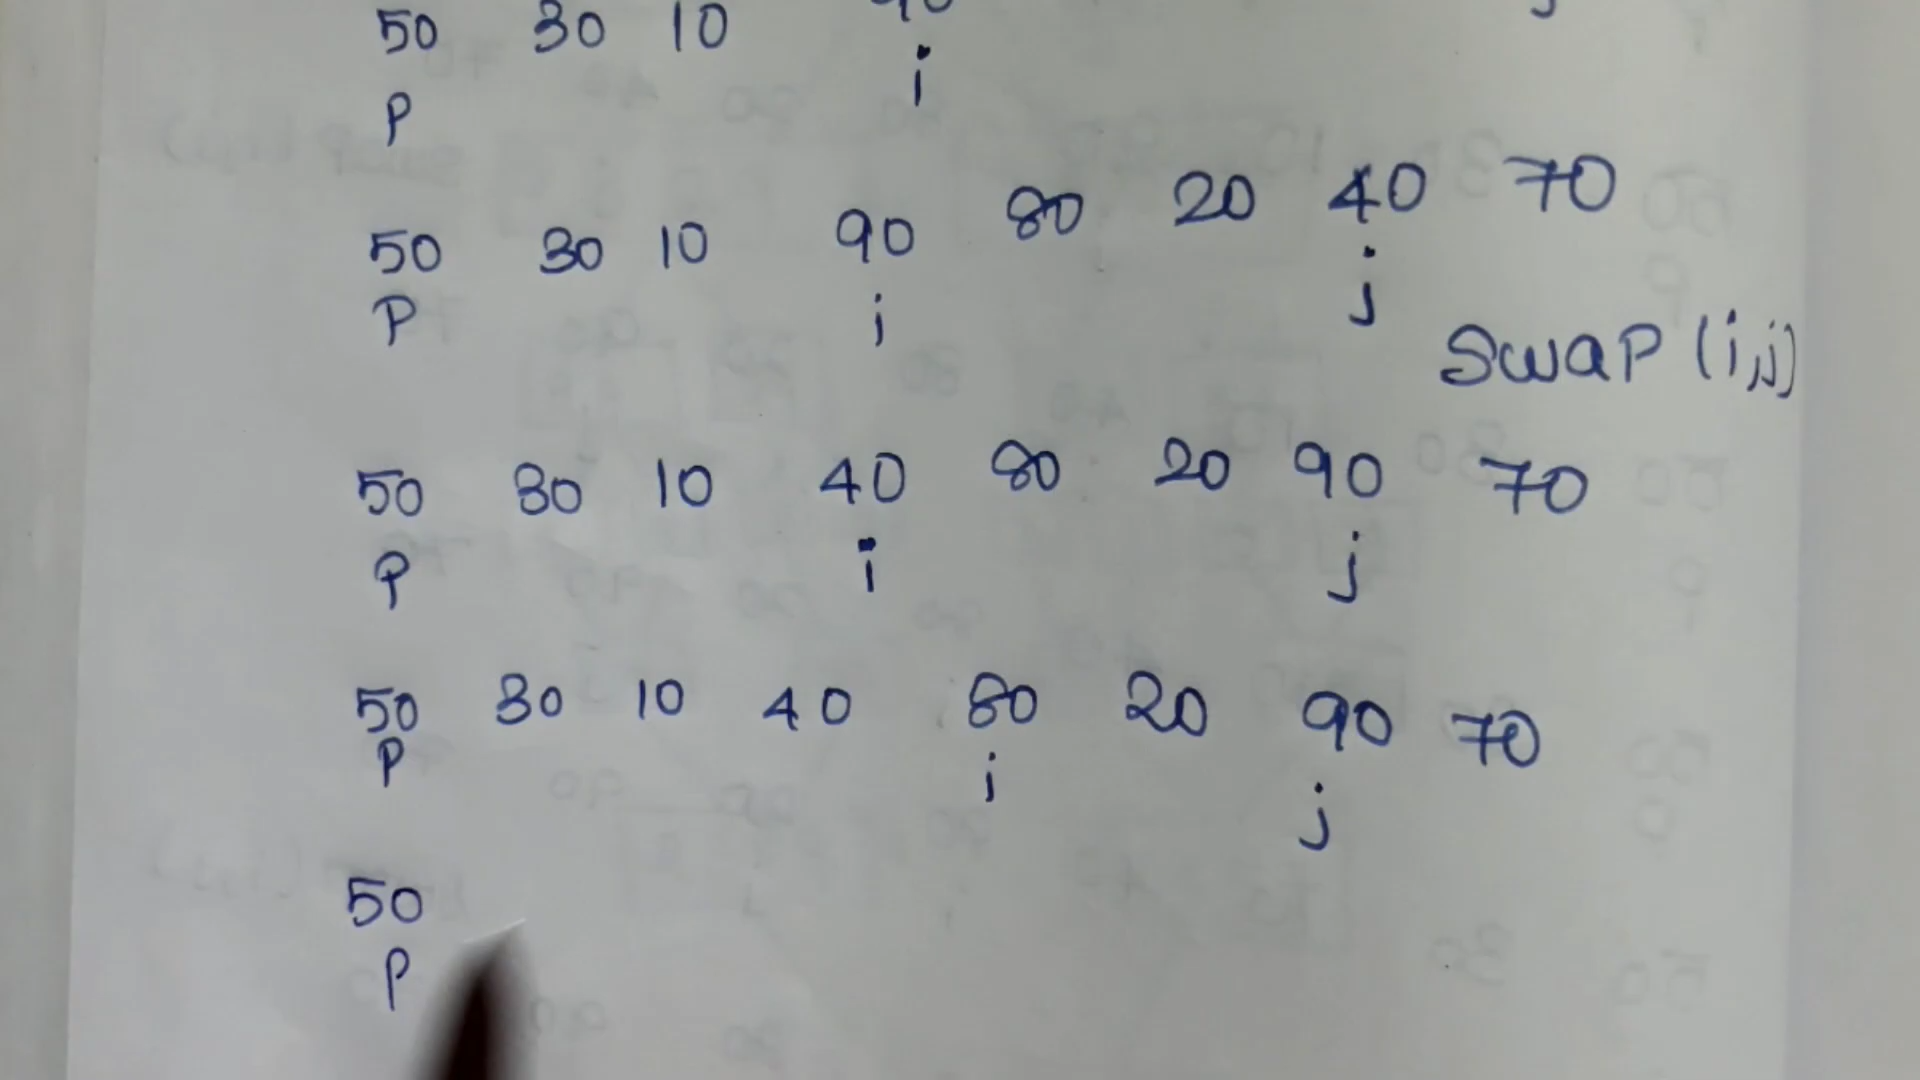 50 30 10
i
P
50 30 10 90 80 20 40 70
P i j
Swap (i,j)
50 30 10 40 80 20 90 70
P i j
50 30 10 40 80 20 90 70
P i j
50
P